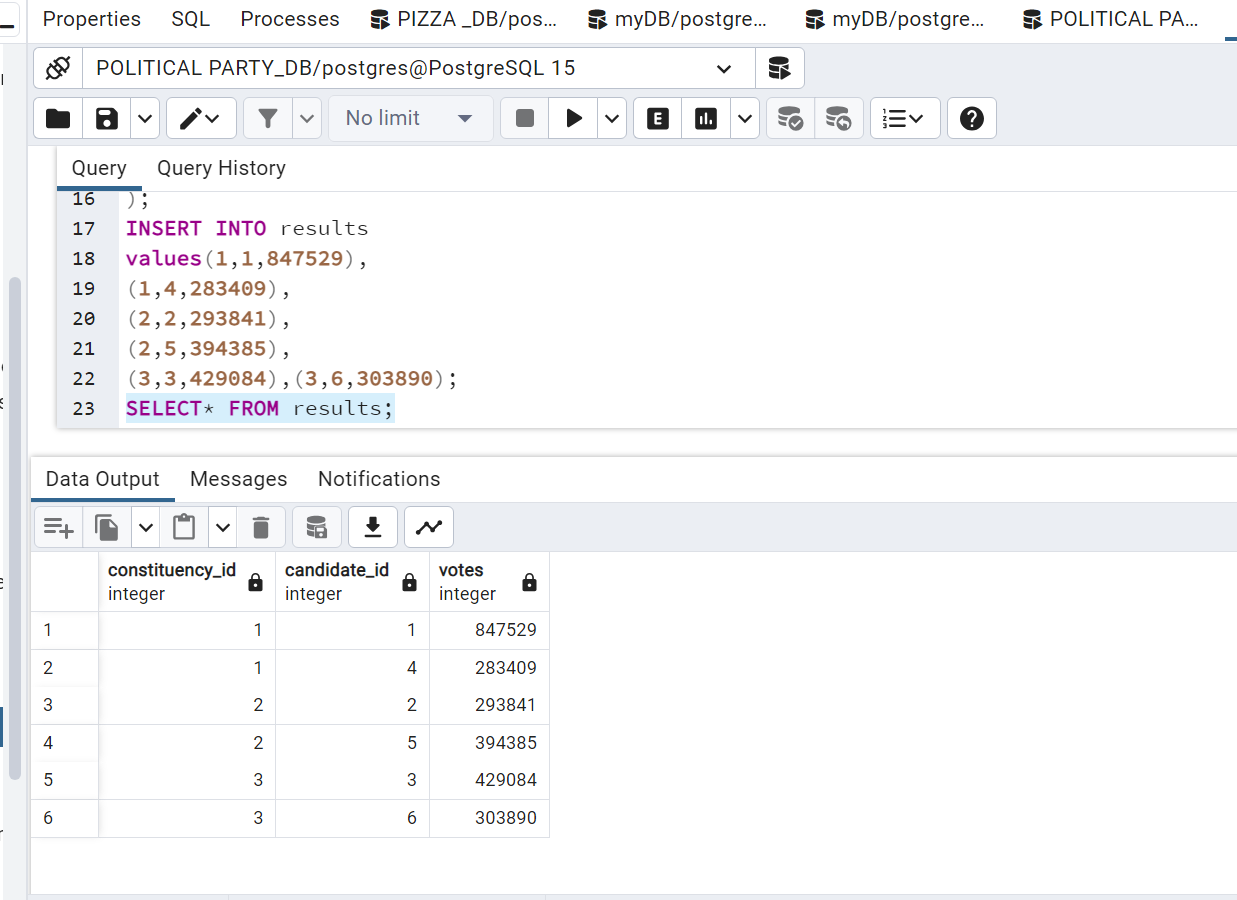 Properties SQL Processes PIZZA _DB/pos... myDB/postgre... myDB/postgre... POLITICAL PA...
POLITICAL PARTY_DB/postgres@PostgreSQL 15
No limit E
Query Query History
16 );
17 INSERT INTO results
18 values(1,1,847529),
19 (1,4,283409),
20 (2,2,293841),
21 (2,5,394385),
22 (3,3,429084),(3,6,303890);
23 SELECT* FROM results;
Data Output Messages Notifications
constituency_id candidate_id votes
integer integer integer
1 1 1 847529
2 1 4 283409
3 2 2 293841
4 2 5 394385
5 3 3 429084
6 3 6 303890